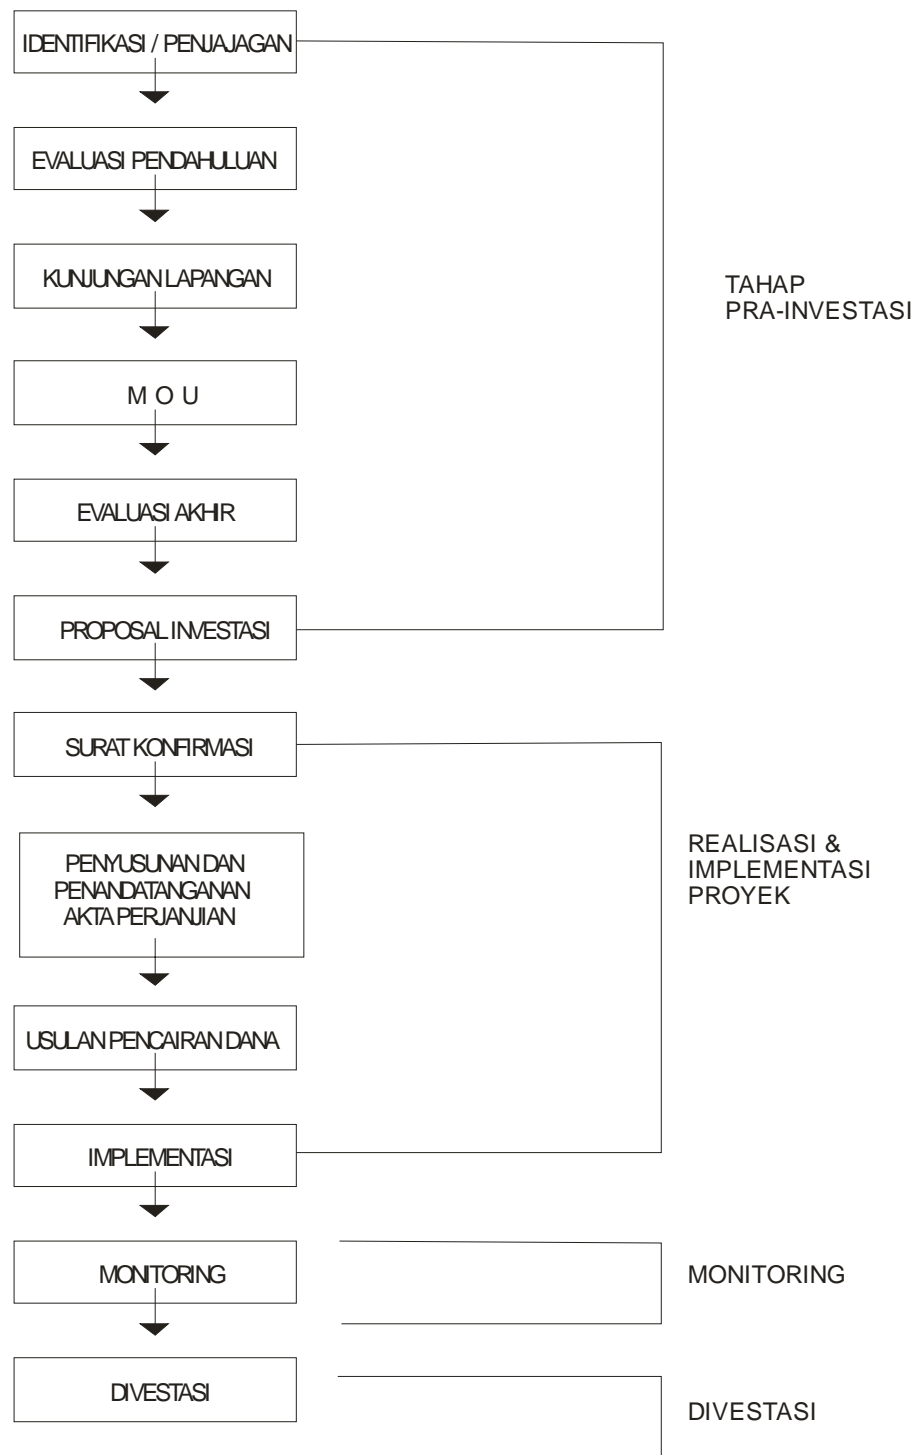 IDENTIFIKASI / PENJAJAGAN
EVALUASI PENDAHULUAN
KUNJUNGAN LAPANGAN
TAHAP
PRA-INVESTASI
M O U
EVALUASI AKHIR
PROPOSAL INVESTASI
SURAT KONFIRMASI
PENYUSUNAN DAN
PENANDATANGANAN
AKTA PERJANJIAN
REALISASI &
IMPLEMENTASI
PROYEK
USULAN PENCAIRAN DANA
IMPLEMENTASI
MONITORING
MONITORING
DIVESTASI
DIVESTASI